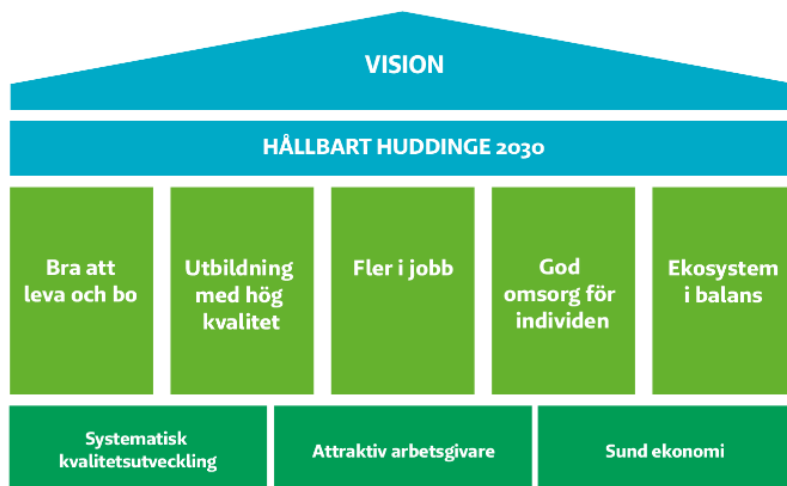 VISION
HÅLLBART HUDDINGE 2030
Bra att
leva och bo
Utbildning
med hög
kvalitet
Fler i jobb
God
omsorg för
individen
Ekosystem
i balans
Systematisk
kvalitetsutveckling
Attraktiv arbetsgivare
Sund ekonomi